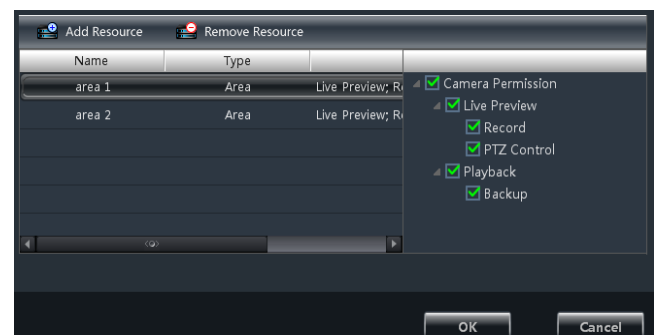 Add Resource Remove Resource
Name Type
area 1 Area Live Preview;
area 2 Area Live Preview;
Camera Permission
Live Preview
Record
PTZ Control
Playback
Backup
OK Cancel